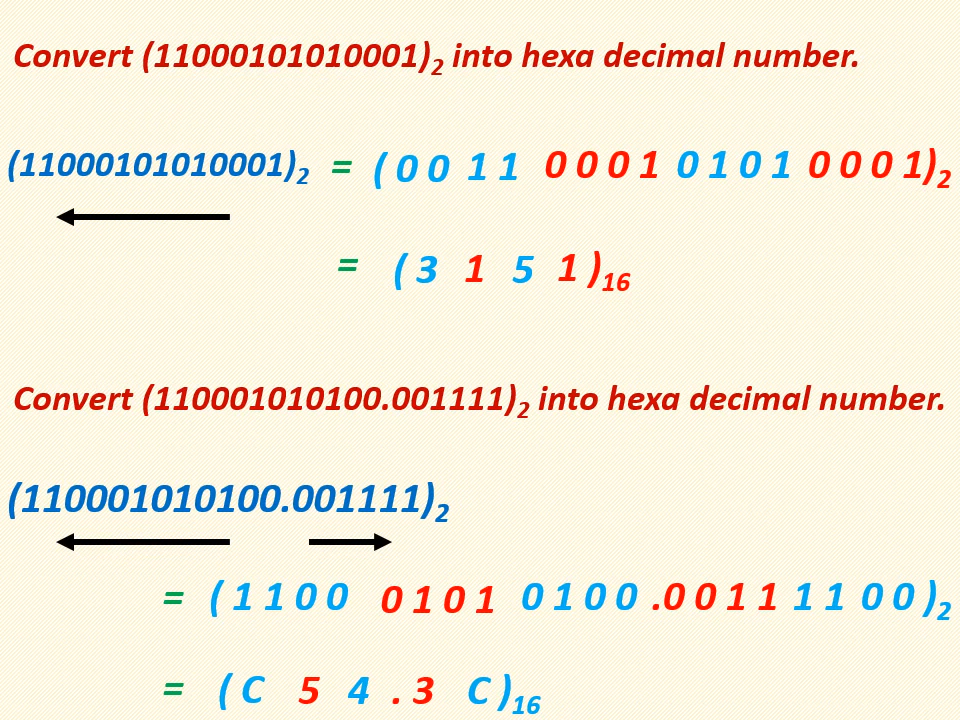 Convert (11000101010001)₂ into hexa decimal number.
(11000101010001)₂ = ( 0 0 1 1 0 0 0 1 0 1 0 1 0 0 0 1)₂
= ( 3 1 5 1 )₁₆
Convert (110001010100.001111)₂ into hexa decimal number.
(110001010100.001111)₂
= ( 1 1 0 0 0 1 0 1 0 1 0 0 .0 0 1 1 1 1 0 0 )₂
= ( C 5 4 . 3 C )₁₆